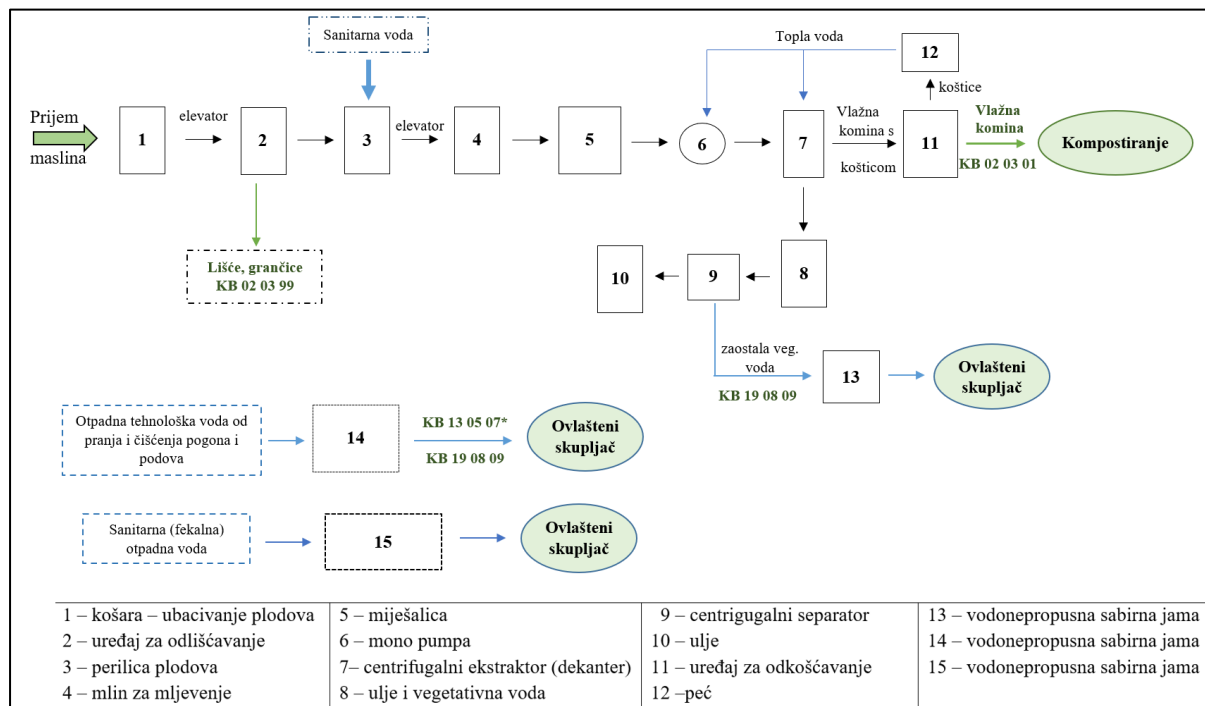 Sanitarna voda
Topla voda
12
Prijem
maslina
1
elevator
2
3
elevator
4
5
6
7
Vlažna
komina s
košticom
11
koštice
Vlažna
komina
KB 02 03 01
Kompostiranje
Lišće, grančice
KB 02 03 99
10
9
8
zaostala veg.
voda
KB 19 08 09
13
Ovlašteni
skupljač
Otpadna tehnološka voda od
pranja i čišćenja pogona i
podova
14
KB 13 05 07*
KB 19 08 09
Ovlašteni
skupljač
Sanitarna (fekalna)
otpadna voda
15
Ovlašteni
skupljač
1 – košara – ubacivanje plodova
2 – uređaj za odlišćavanje
3 – perilica plodova
4 – mlin za mljevenje
5 – miješalica
6 – mono pumpa
7– centrifugalni ekstraktor (dekanter)
8 – ulje i vegetativna voda
9 – centrigugalni separator
10 – ulje
11 – uređaj za odkošćavanje
12 –peć
13 – vodonepropusna sabirna jama
14 – vodonepropusna sabirna jama
15 – vodonepropusna sabirna jama